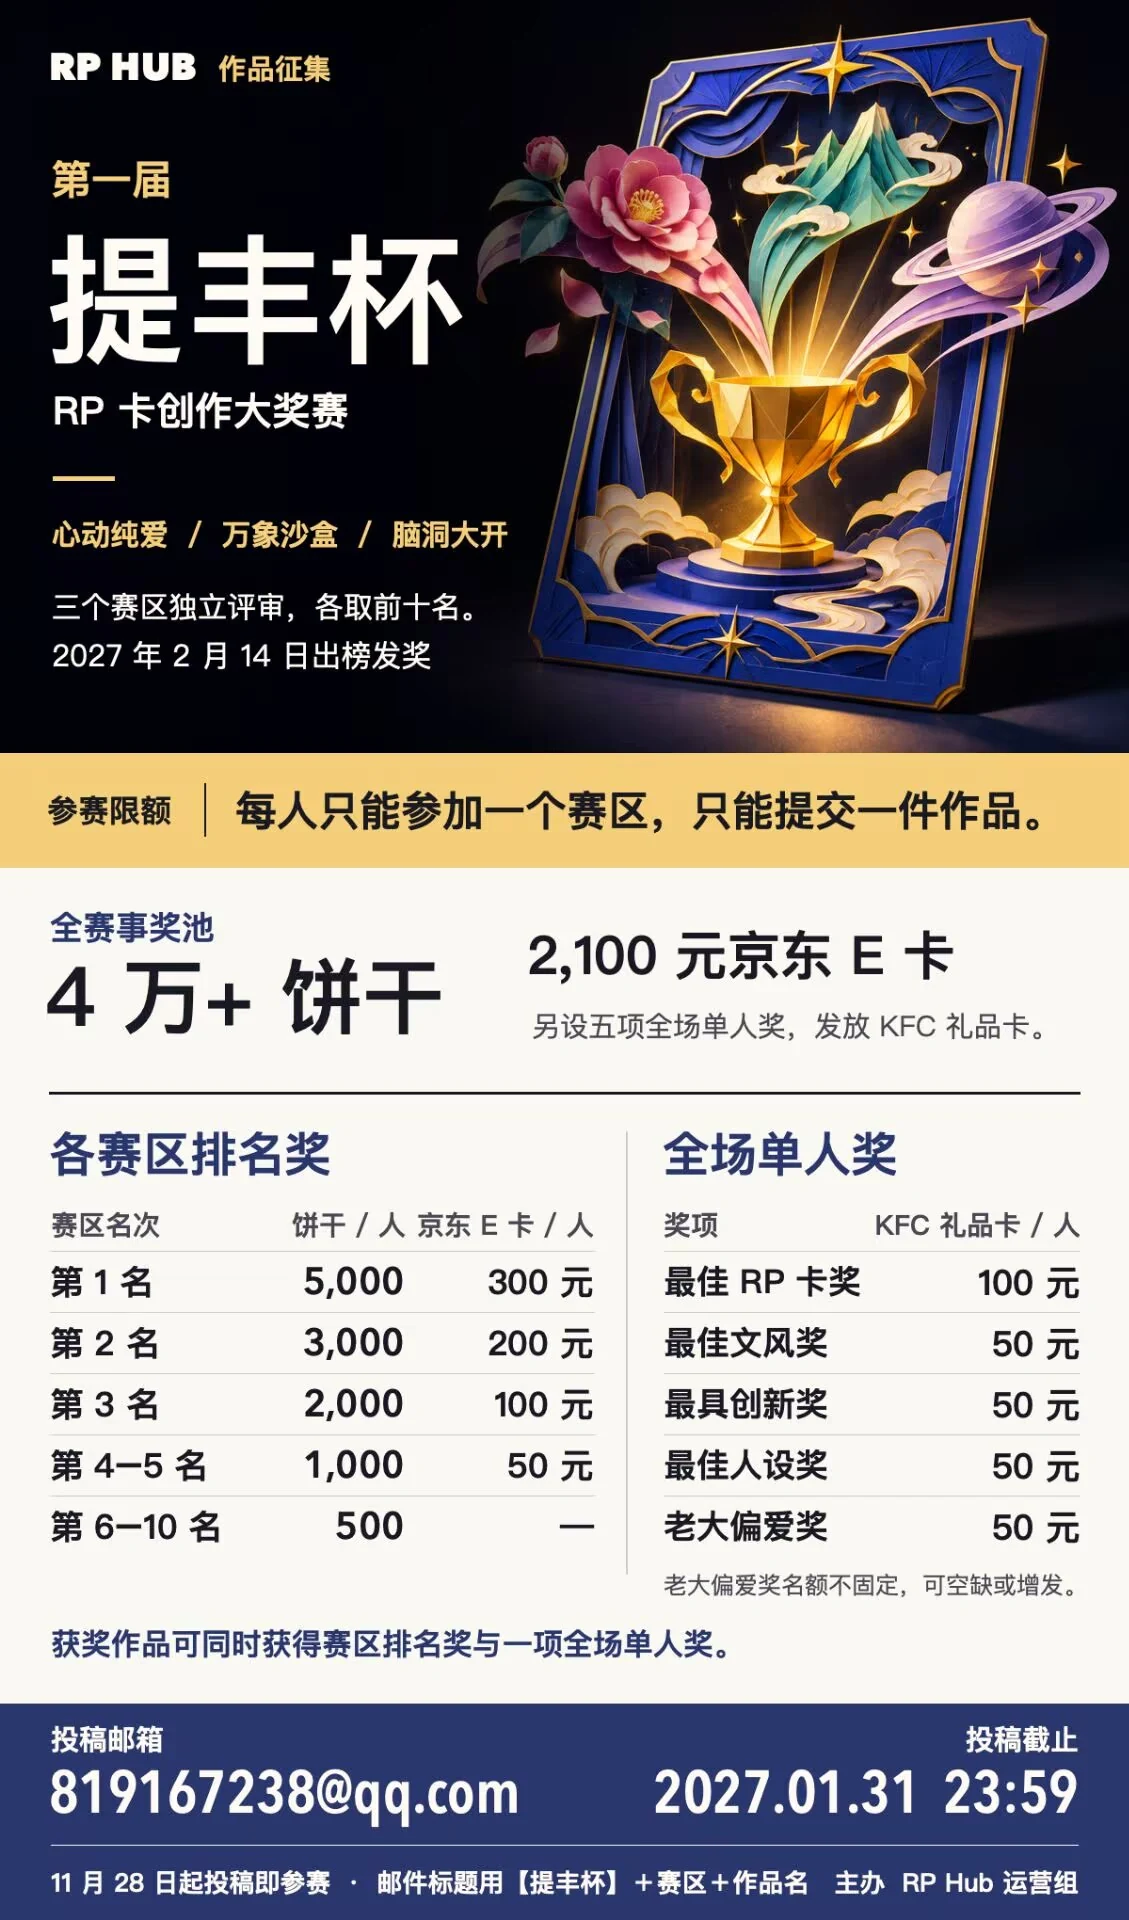 RP HUB 作品征集
第一届
提丰杯
RP 卡创作大奖赛
心动纯爱 / 万象沙盒 / 脑洞大开
三个赛区独立评审，各取前十名。
2027 年 2 月 14 日出榜发奖
参赛限额 每人只能参加一个赛区，只能提交一件作品。
全赛事奖池
4 万+ 饼干
2,100 元京东 E 卡
另设五项全场单人奖，发放 KFC 礼品卡。
各赛区排名奖
赛区名次 饼干 / 人 京东 E 卡 / 人
第 1 名 5,000 300 元
第 2 名 3,000 200 元
第 3 名 2,000 100 元
第 4—5 名 1,000 50 元
第 6—10 名 500 —
全场单人奖
奖项 KFC 礼品卡 / 人
最佳 RP 卡奖 100 元
最佳文风奖 50 元
最具创新奖 50 元
最佳人设奖 50 元
老大偏爱奖 50 元
老大偏爱奖名额不固定，可空缺或增发。
获奖作品可同时获得赛区排名奖与一项全场单人奖。
投稿邮箱
819167238@qq.com
投稿截止
2027.01.31 23:59
11 月 28 日起投稿即参赛 · 邮件标题用【提丰杯】＋赛区＋作品名 主办 RP Hub 运营组